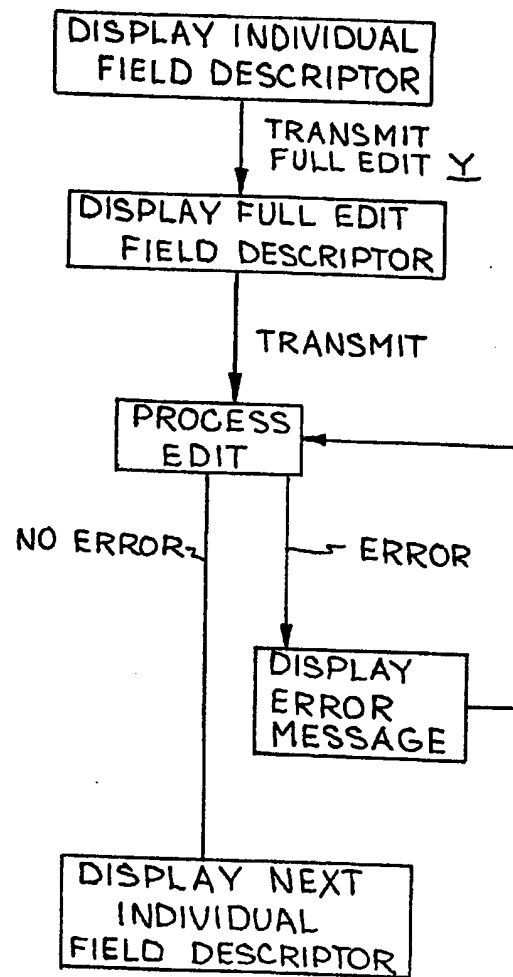 DISPLAY INDIVIDUAL
FIELD DESCRIPTOR
TRANSMIT
FULL EDIT Y
DISPLAY FULL EDIT
FIELD DESCRIPTOR
TRANSMIT
PROCESS
EDIT
NO ERROR
ERROR
DISPLAY
ERROR
MESSAGE
DISPLAY NEXT
INDIVIDUAL
FIELD DESCRIPTOR